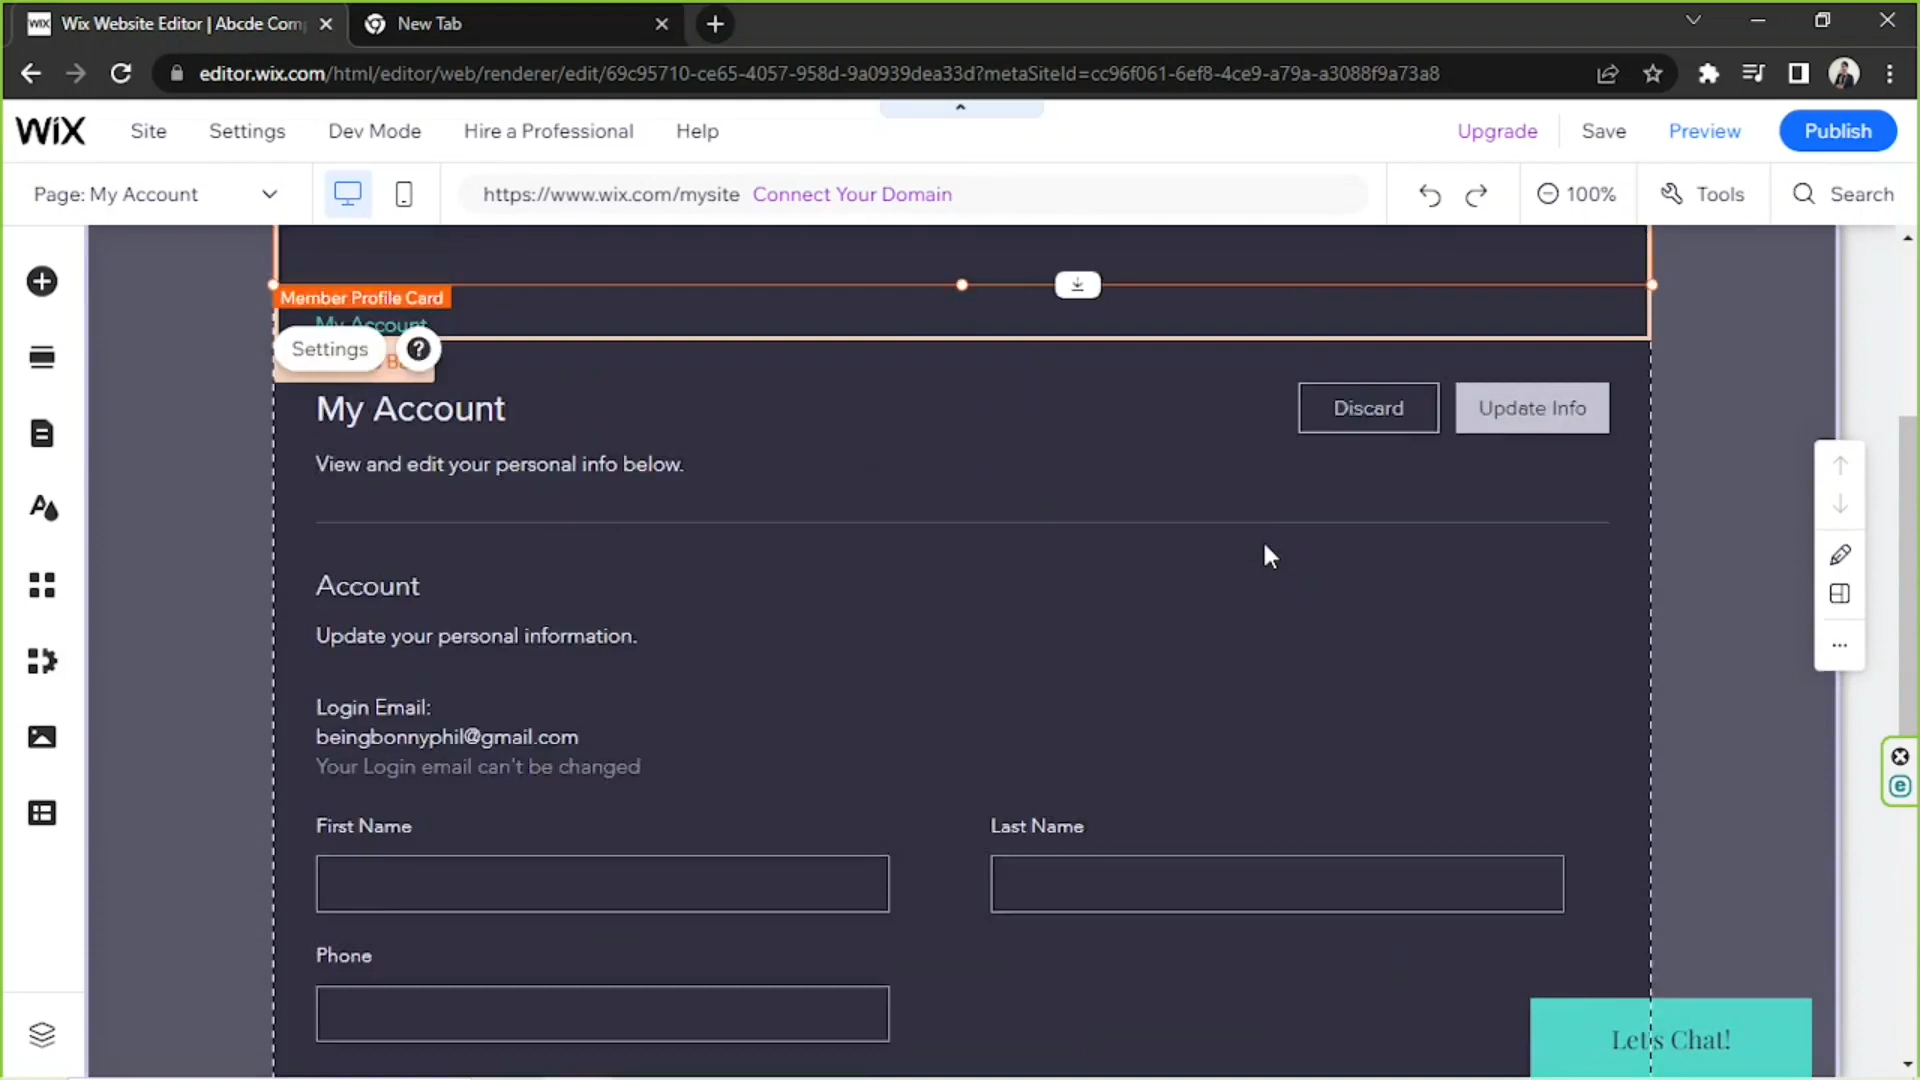 WIX Wix Website Editor | Abcde Com
New Tab
editor.wix.com/html/editor/web/renderer/edit/69c95710-ce65-4057-958d-9a0939dea33d?metaSiteId=cc96f061-6ef8-4ce9-a79a-a3088f9a73a8
WIX Site Settings Dev Mode Hire a Professional Help Upgrade Save Preview Publish
Page: My Account https://www.wix.com/mysite Connect Your Domain 100% Tools Search
Member Profile Card
My Account
Settings ?
My Account Discard Update Info
View and edit your personal info below.
Account
Update your personal information.
Login Email:
beingbonnyphil@gmail.com
Your Login email can't be changed
First Name Last Name
Phone
Let's Chat!